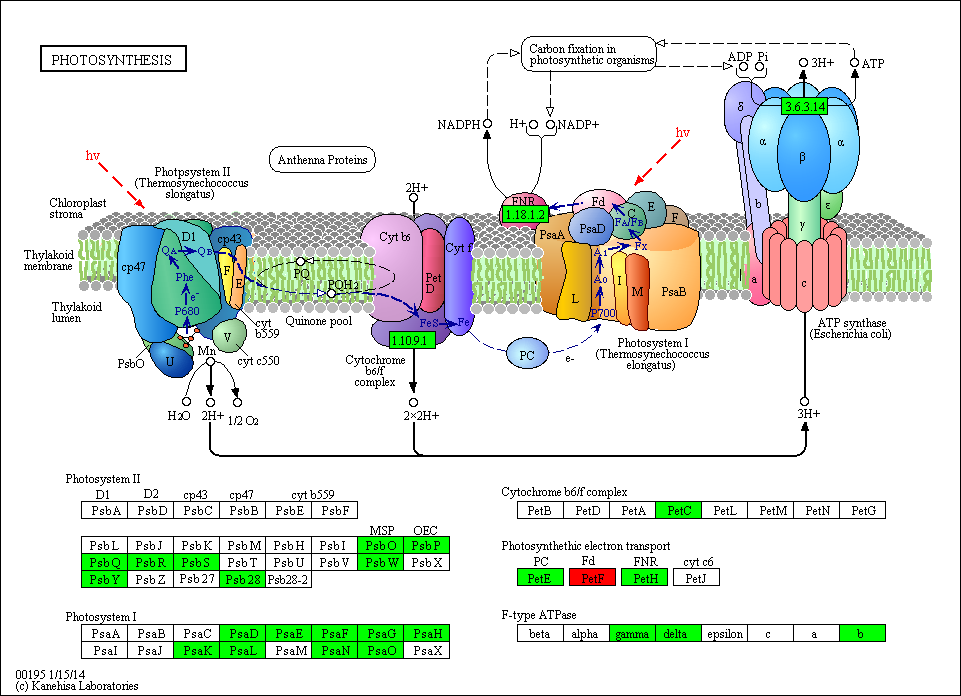 PHOTOSYNTHESIS
Carbon fixation in
photosynthetic organisms
ADP Pi
3H+
ATP
3.6.3.14
δ
α
β
α
b
ε
γ
a
c
NADPH
H+
NADP+
hv
hv
Anthenna Proteins
Photpsystem II
(Thermosynechococcus
elongatus)
2H+
Chloroplast
stroma
Thylakoid
membrane
Thylakoid
lumen
FNR
1.18.1.2
Fd
PsaD
C
E
F
FA/FB
Fx
PsaA
A1
A0
P700
L
I
M
PsaB
D1
cp43
QA
QB
cp47
Phe
e-
P680
F
E
PQ
PQH2
Quinone pool
Cyt b6
Pet
D
Cyt f
FeS
Fe
1.10.9.1
cyt
b559
V
cyt c550
PsbO
U
Mn
Cytochrome
b6/f
complex
PC
e-
Photosystem I
(Thermosynechococcus
elongatus)
ATP synthase
(Escherichia coli)
H2O
2H+
1/2 O2
2×2H+
3H+
Photosystem II
D1 D2 cp43 cp47 cyt b559
PsbA PsbD PsbC PsbB PsbE PsbF
MSP OEC
PsbL PsbJ PsbK PsbM PsbH PsbI PsbO PsbP
PsbQ PsbR PsbS PsbT PsbU PsbV PsbW PsbX
PsbY PsbZ Psb27 Psb28 Psb28-2
Photosystem I
PsaA PsaB PsaC PsaD PsaE PsaF PsaG PsaH
PsaI PsaJ PsaK PsaL PsaM PsaN PsaO PsaX
Cytochrome b6/f complex
PetB PetD PetA PetC PetL PetM PetN PetG
Photosynthethic electron transport
PC Fd FNR cyt c6
PetE PetF PetH PetJ
F-type ATPase
beta alpha gamma delta epsilon c a b
00195 1/15/14
(c) Kanehisa Laboratories